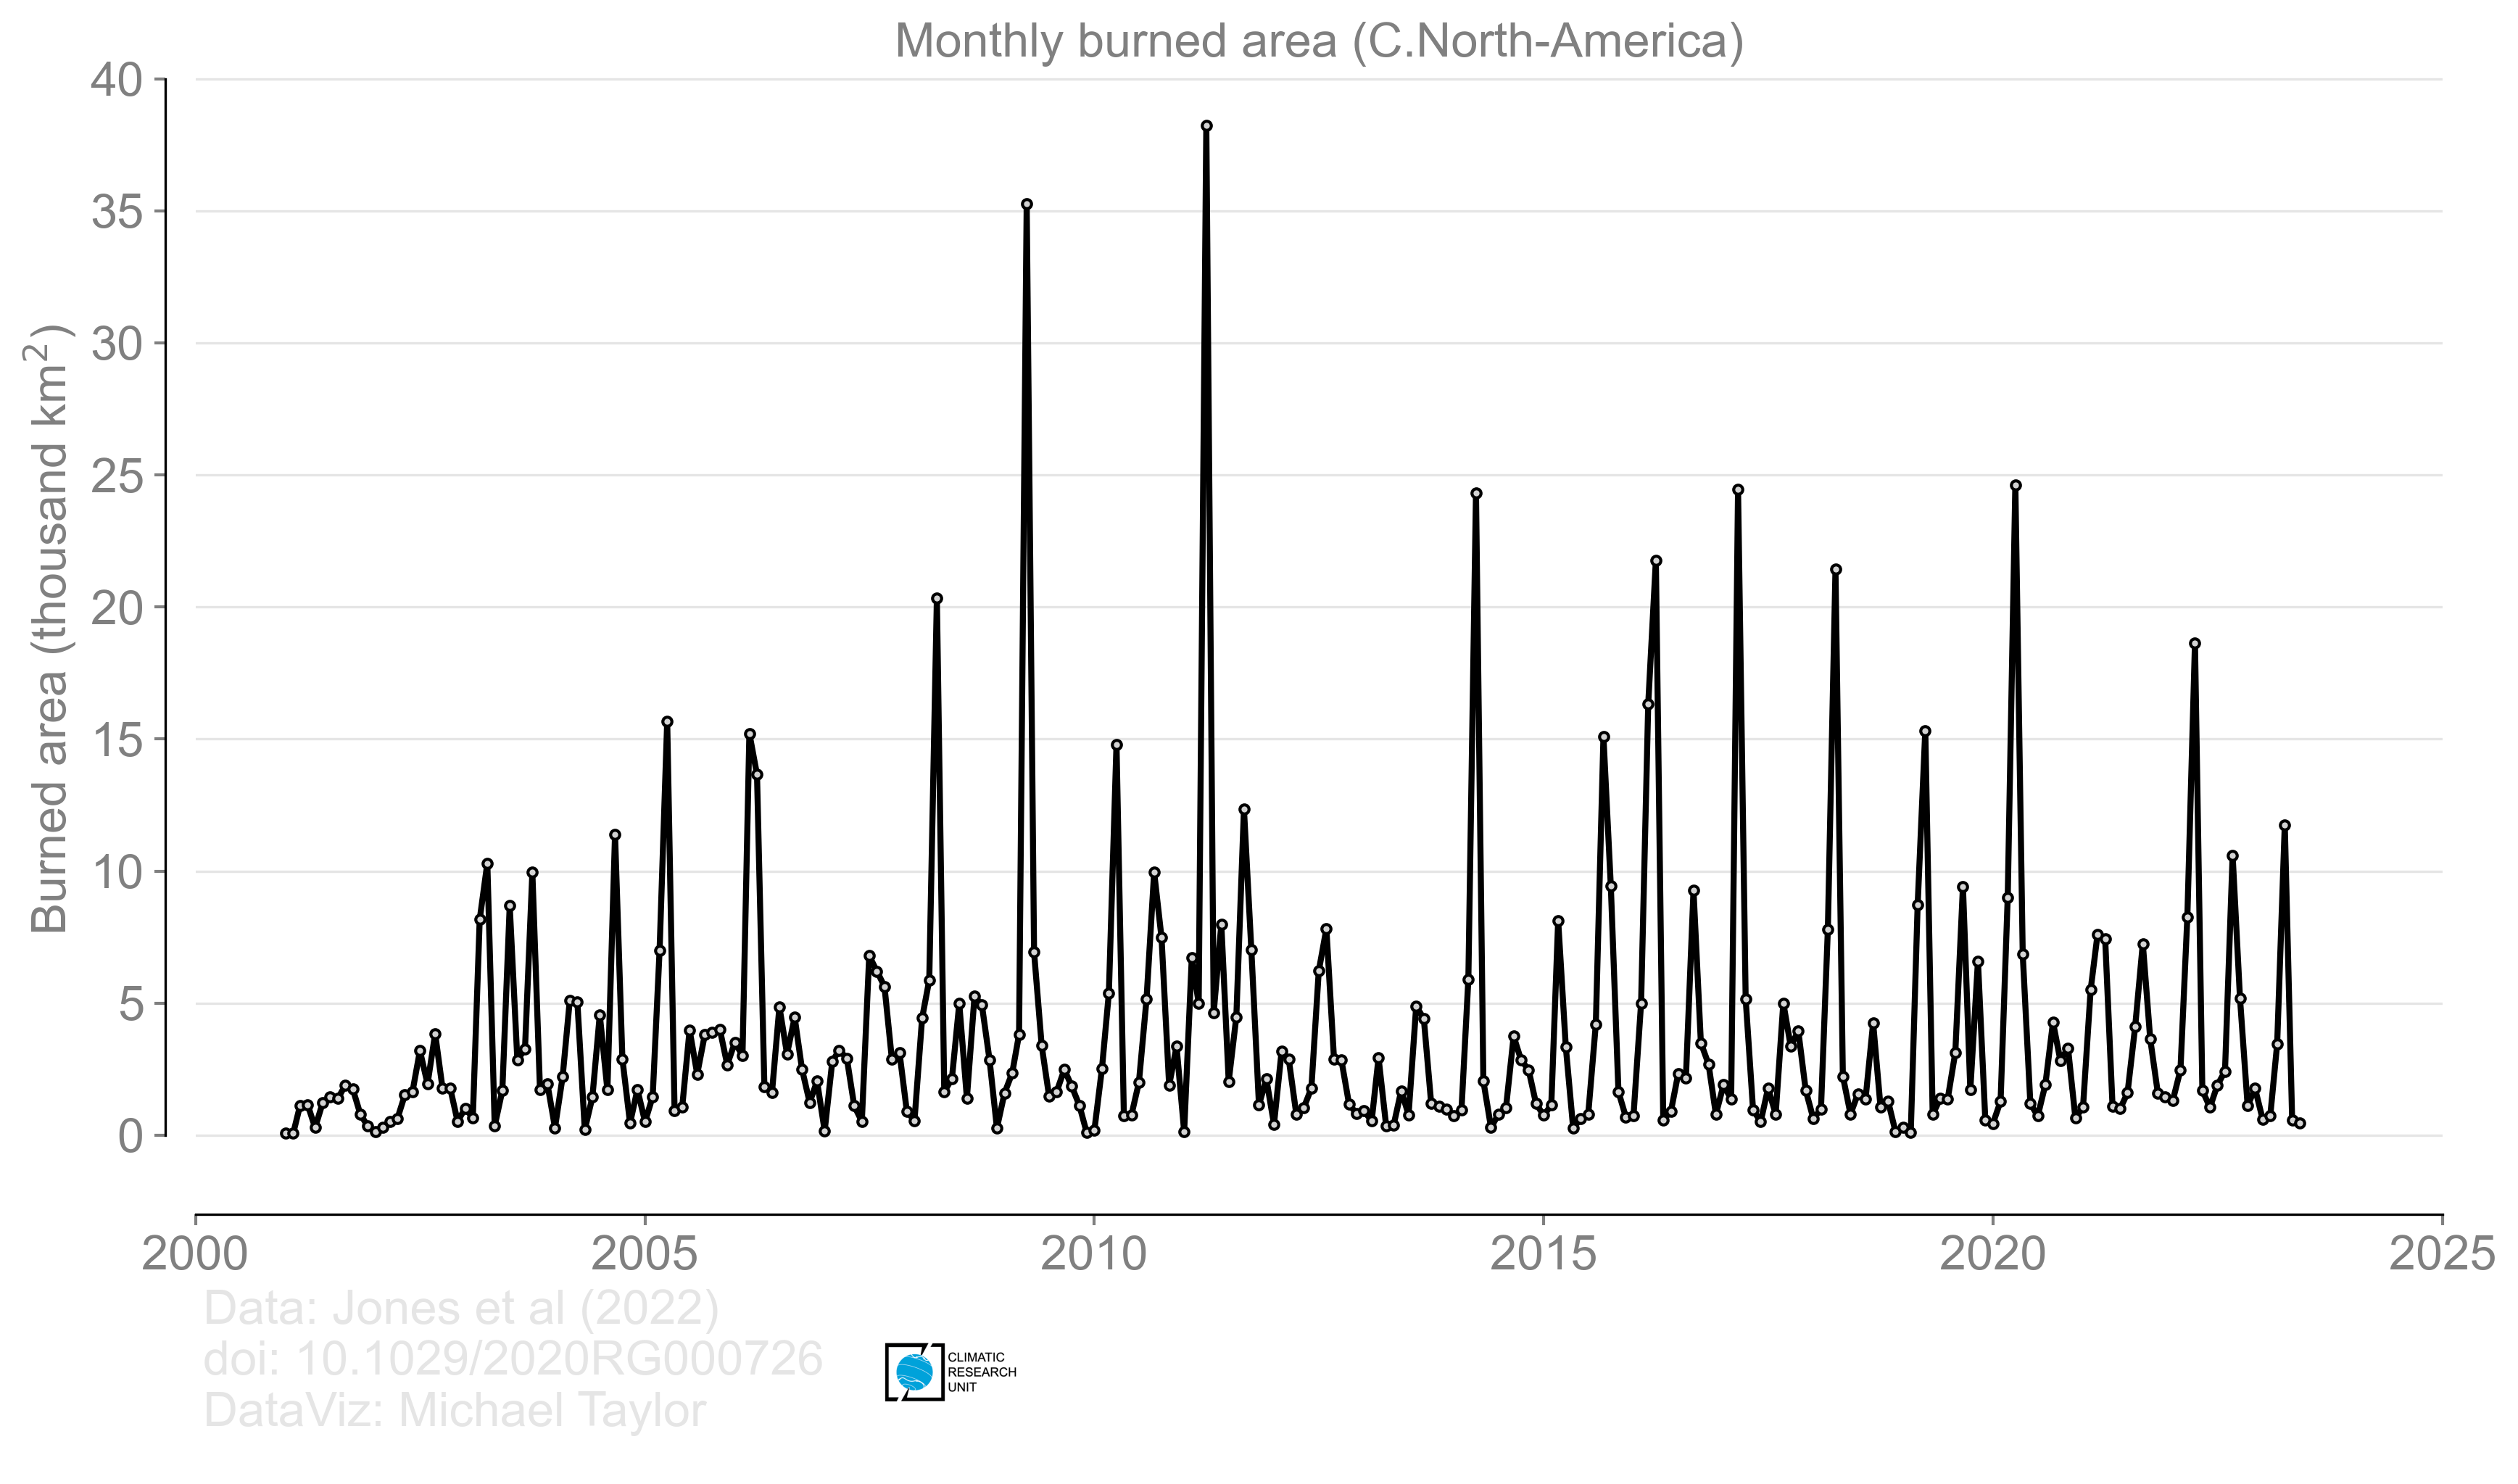 Monthly burned area (C.North-America)
Burned area (thousand km²)
40
35
30
25
20
15
10
5
0
2000
2005
2010
2015
2020
2025
Data: Jones et al (2022)
doi: 10.1029/2020RG000726
DataViz: Michael Taylor
CLIMATIC
RESEARCH
UNIT